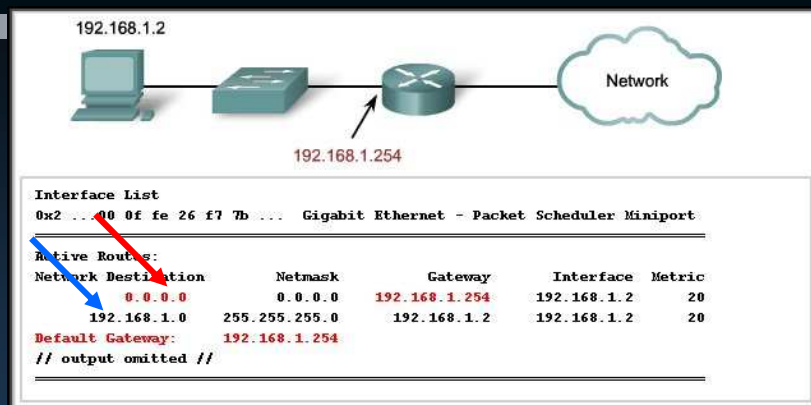 192.168.1.2
Network
192.168.1.254
Interface List
0x2 ...00 0f fe 26 f7 7b ... Gigabit Ethernet - Packet Scheduler Miniport
Active Routes:
Network Destination Netmask Gateway Interface Metric
0.0.0.0 0.0.0.0 192.168.1.254 192.168.1.2 20
192.168.1.0 255.255.255.0 192.168.1.2 192.168.1.2 20
Default Gateway: 192.168.1.254
// output omitted //